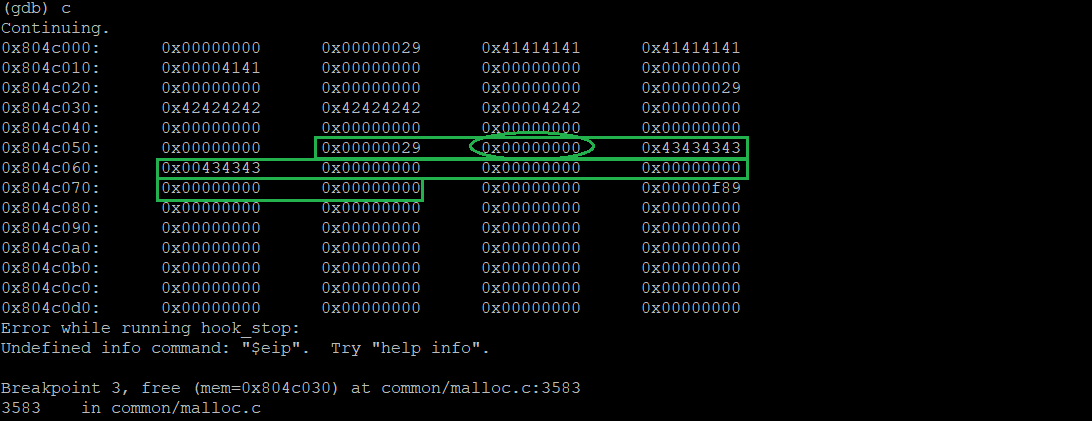 (gdb) c
Continuing.
0x804c000: 0x00000000 0x00000029 0x41414141 0x41414141
0x804c010: 0x00004141 0x00000000 0x00000000 0x00000000
0x804c020: 0x00000000 0x00000000 0x00000000 0x00000029
0x804c030: 0x42424242 0x42424242 0x00004242 0x00000000
0x804c040: 0x00000000 0x00000000 0x00000000 0x00000000
0x804c050: 0x00000000 0x00000029 0x00000000 0x43434343
0x804c060: 0x00434343 0x00000000 0x00000000 0x00000000
0x804c070: 0x00000000 0x00000000 0x00000000 0x00000f89
0x804c080: 0x00000000 0x00000000 0x00000000 0x00000000
0x804c090: 0x00000000 0x00000000 0x00000000 0x00000000
0x804c0a0: 0x00000000 0x00000000 0x00000000 0x00000000
0x804c0b0: 0x00000000 0x00000000 0x00000000 0x00000000
0x804c0c0: 0x00000000 0x00000000 0x00000000 0x00000000
0x804c0d0: 0x00000000 0x00000000 0x00000000 0x00000000
Error while running hook_stop:
Undefined info command: "$eip".  Try "help info".
Breakpoint 3, free (mem=0x804c030) at common/malloc.c:3583
3583    in common/malloc.c